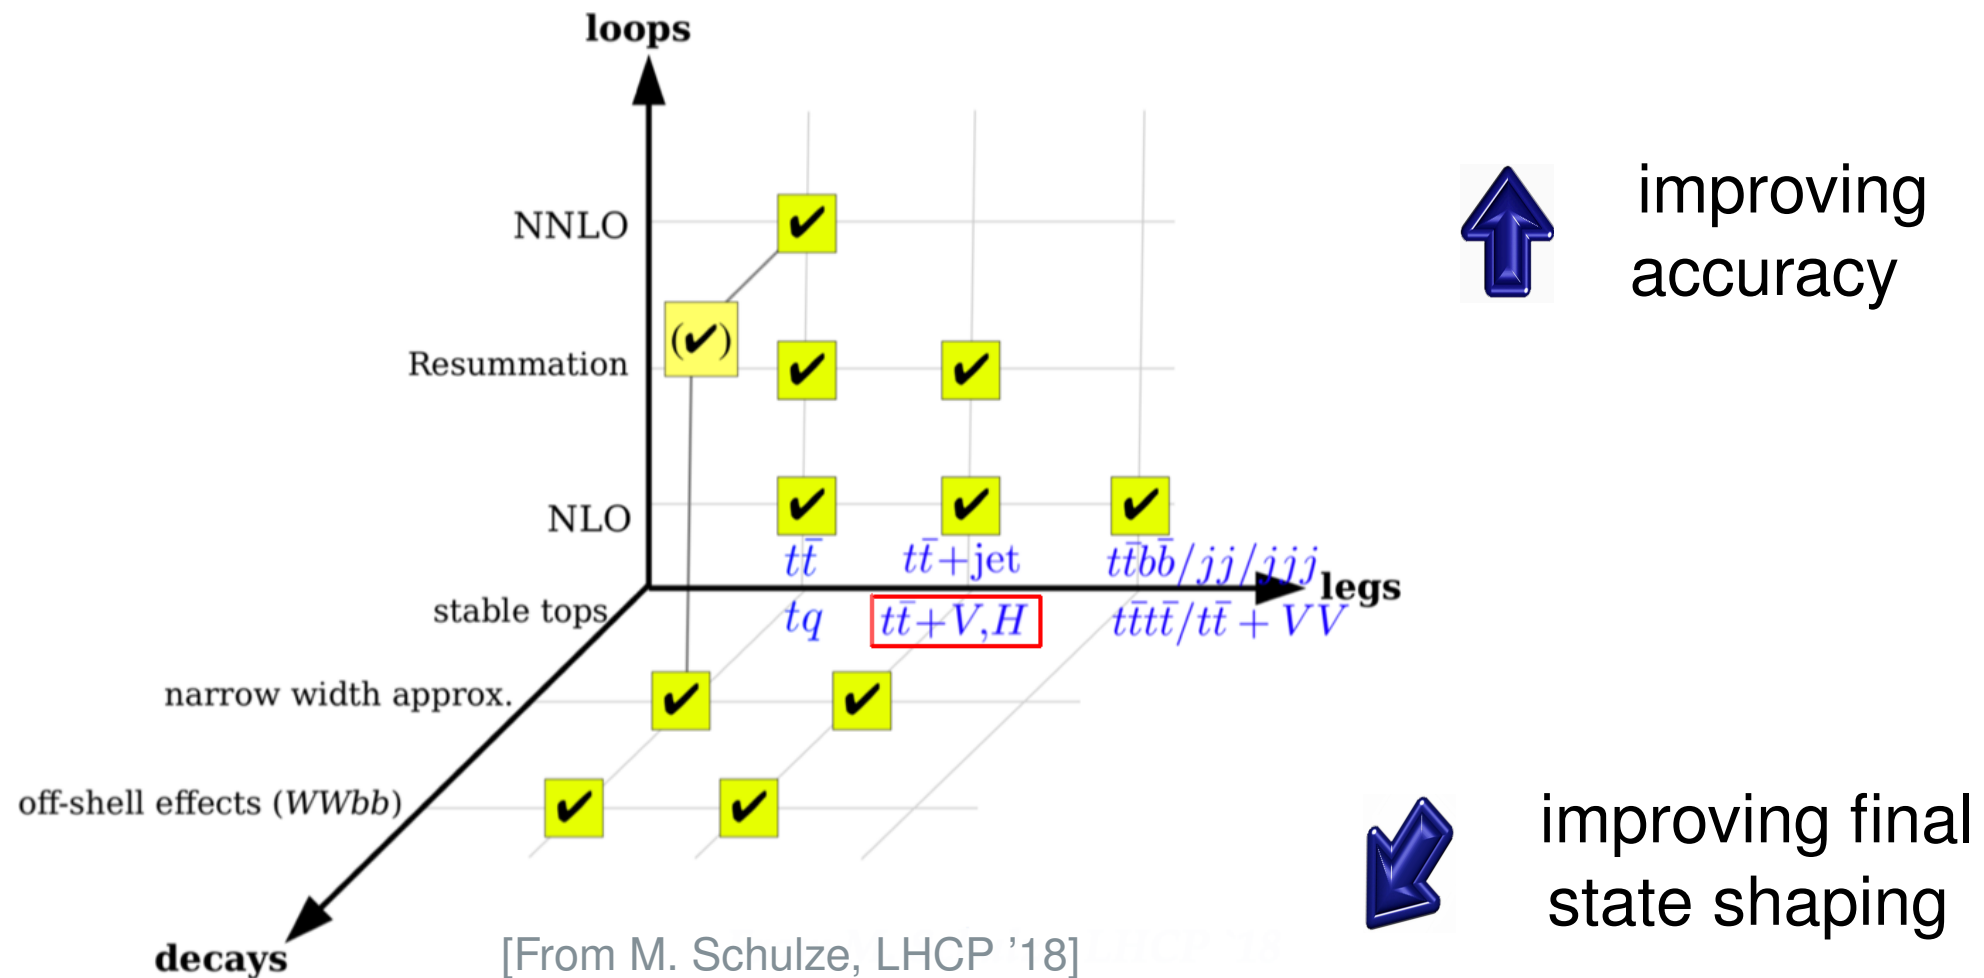 loops
NNLO
improving
accuracy
(✔)
Resummation
NLO
tt̄
tt̄+jet
tt̄bb̄/jj/jjj
legs
stable tops
tq
tt̄+V,H
tt̄tt̄/tt̄ + VV
narrow width approx.
off-shell effects (WWbb)
improving final
state shaping
decays
[From M. Schulze, LHCP ’18]
LHCP '18